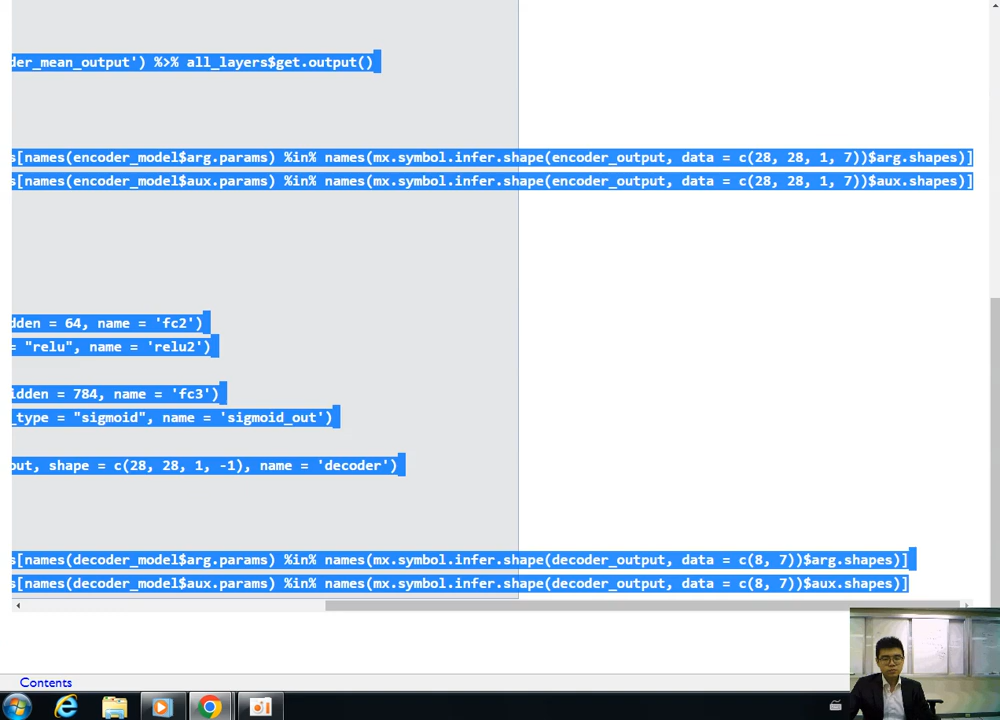 der_mean_output') %>% all_layers$get.output()
s[names(encoder_model$arg.params) %in% names(mx.symbol.infer.shape(encoder_output, data = c(28, 28, 1, 7))$arg.shapes)]
s[names(encoder_model$aux.params) %in% names(mx.symbol.infer.shape(encoder_output, data = c(28, 28, 1, 7))$aux.shapes)]
dden = 64, name = 'fc2')
= "relu", name = 'relu2')
idden = 784, name = 'fc3')
_type = "sigmoid", name = 'sigmoid_out')
out, shape = c(28, 28, 1, -1), name = 'decoder')
s[names(decoder_model$arg.params) %in% names(mx.symbol.infer.shape(decoder_output, data = c(8, 7))$arg.shapes)]
s[names(decoder_model$aux.params) %in% names(mx.symbol.infer.shape(decoder_output, data = c(8, 7))$aux.shapes)]
Contents